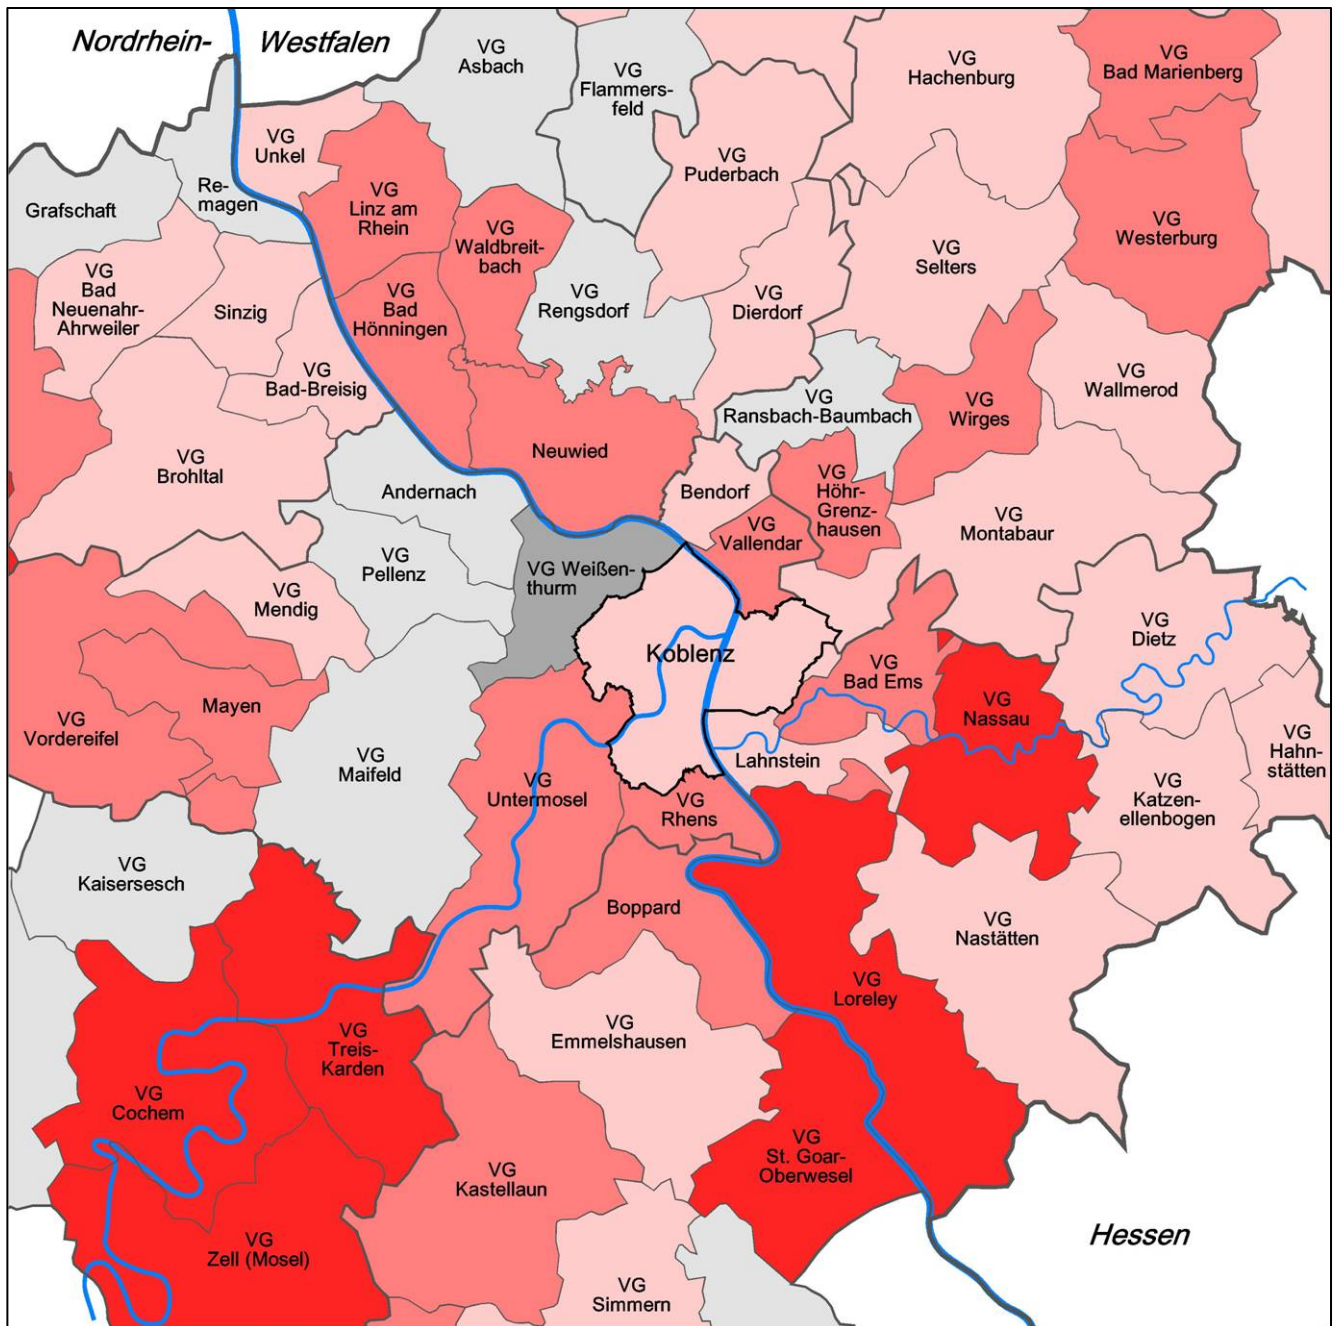 Nordrhein- Westfalen
VG
Asbach
VG
Flammers-
feld
VG
Hachenburg
VG
Bad Marienberg
VG
Unkel
VG
Puderbach
Re-
magen
Grafschaft
VG
Linz am
Rhein
VG
Waldbreit-
bach
VG
Westerburg
VG
Selters
VG
Bad
Neuenahr-
Ahrweiler
Sinzig
VG
Bad
Hönningen
VG
Rengsdorf
VG
Dierdorf
VG
Bad-Breisig
VG
Ransbach-Baumbach
VG
Wirges
VG
Wallmerod
VG
Brohltal
Neuwied
Andernach
Bendorf
VG
Höhr-
Grenz-
hausen
VG
Vallendar
VG
Montabaur
VG
Pellenz
VG Weißen-
thurm
VG
Mendig
VG
Dietz
Koblenz
VG
Bad Ems
VG
Nassau
Mayen
VG
Vordereifel
VG
Maifeld
Lahnstein
VG
Hahn-
stätten
VG
Untermosel
VG
Rhens
VG
Katzen-
ellenbogen
VG
Kaisersesch
Boppard
VG
Nastätten
VG
Loreley
VG
Emmelshausen
VG
Treis-
Karden
VG
Cochem
VG
St. Goar-
Oberwesel
VG
Kastellaun
VG
Zell (Mosel)
Hessen
VG
Simmern